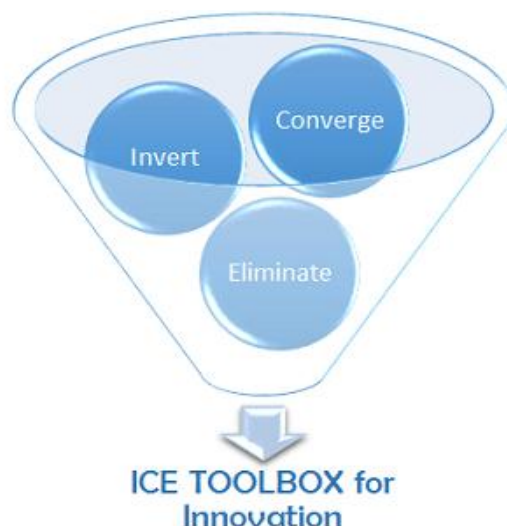 Converge
Invert
Eliminate
ICE TOOLBOX for
Innovation